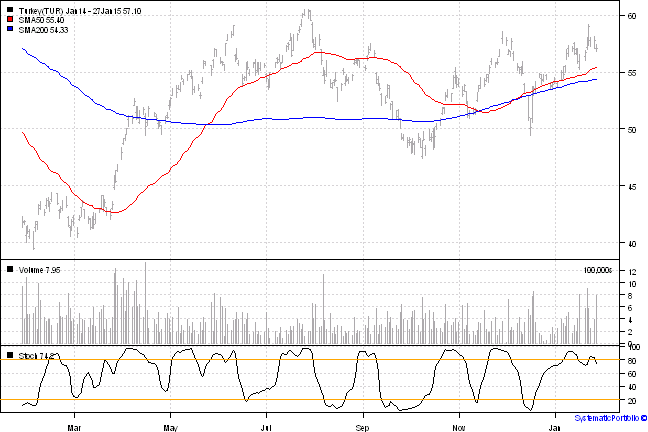 Turkey(TUR) Jan14 - 27Jan15 57.10
SMA50 55.40
SMA200 54.33
60
55
50
45
40
Volume 7.95
100,000s
12
10
8
6
4
2
0
Stoch 74.2
100
80
60
40
20
Mar
May
Jul
Sep
Nov
Jan
SystematicPortfolio ©